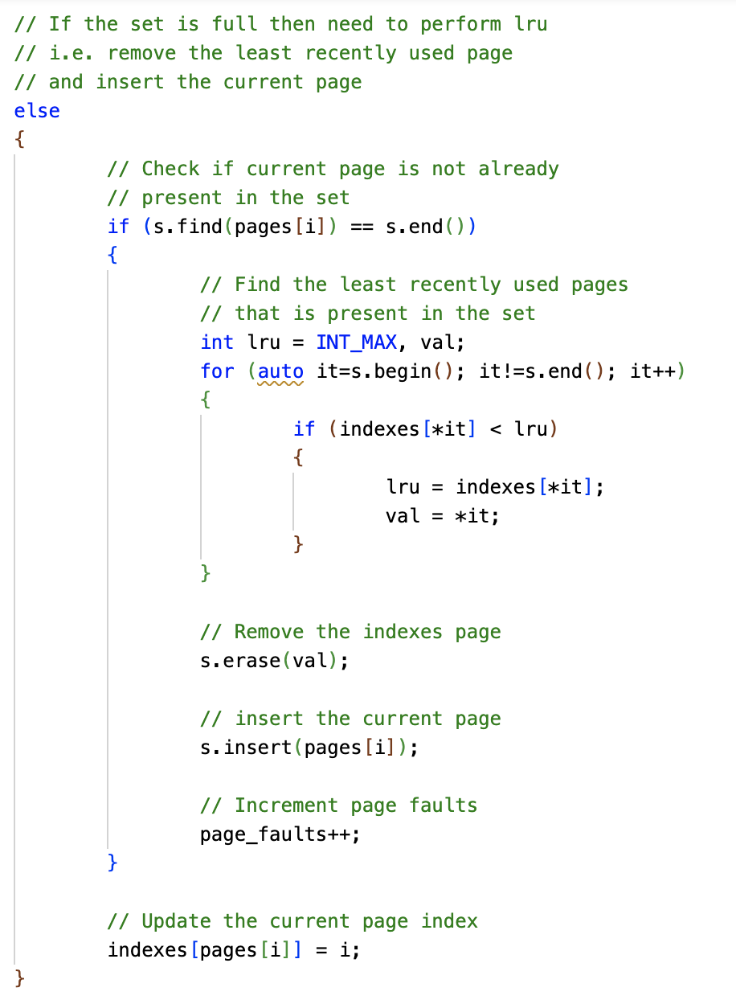 // If the set is full then need to perform lru
// i.e. remove the least recently used page
// and insert the current page
else
{
// Check if current page is not already
// present in the set
if (s.find(pages[i]) == s.end())
{
// Find the least recently used pages
// that is present in the set
int lru = INT_MAX, val;
for (auto it=s.begin(); it!=s.end(); it++)
{
if (indexes[*it] < lru)
{
lru = indexes[*it];
val = *it;
}
}
// Remove the indexes page
s.erase(val);
// insert the current page
s.insert(pages[i]);
// Increment page faults
page_faults++;
}
// Update the current page index
indexes[pages[i]] = i;
}